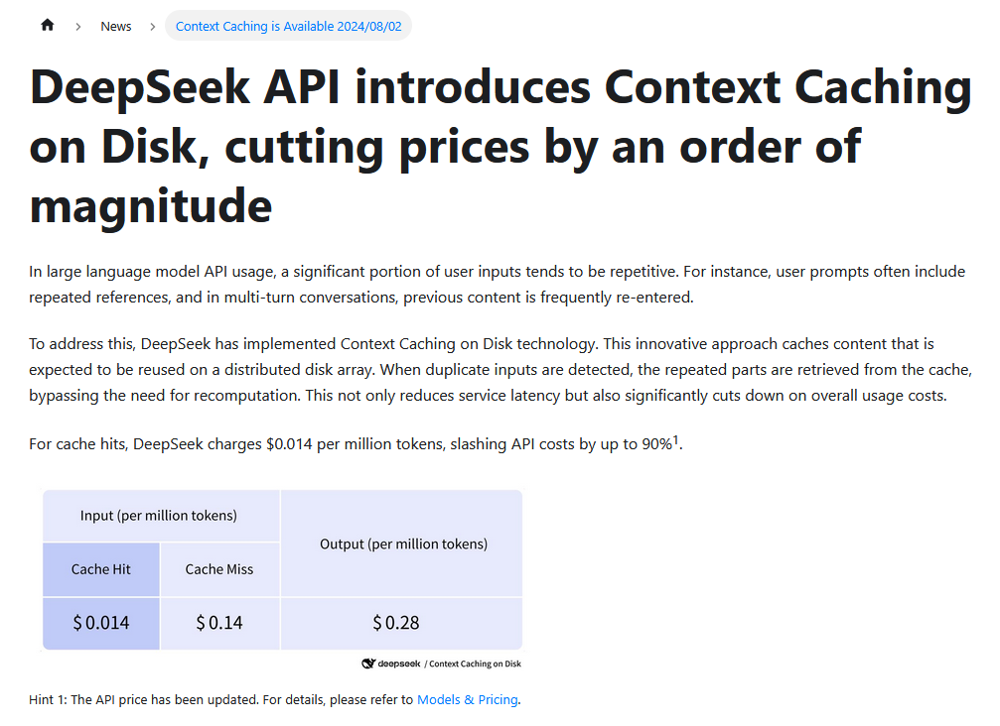 News
Context Caching is Available 2024/08/02
DeepSeek API introduces Context Caching
on Disk, cutting prices by an order of
magnitude
In large language model API usage, a significant portion of user inputs tends to be repetitive. For instance, user prompts often include
repeated references, and in multi-turn conversations, previous content is frequently re-entered.
To address this, DeepSeek has implemented Context Caching on Disk technology. This innovative approach caches content that is
expected to be reused on a distributed disk array. When duplicate inputs are detected, the repeated parts are retrieved from the cache,
bypassing the need for recomputation. This not only reduces service latency but also significantly cuts down on overall usage costs.
For cache hits, DeepSeek charges $0.014 per million tokens, slashing API costs by up to 90%1.
Input (per million tokens)
Output (per million tokens)
Cache Hit
Cache Miss
$ 0.014
$ 0.14
$ 0.28
deepseek / Context Caching on Disk
Hint 1: The API price has been updated. For details, please refer to Models & Pricing.